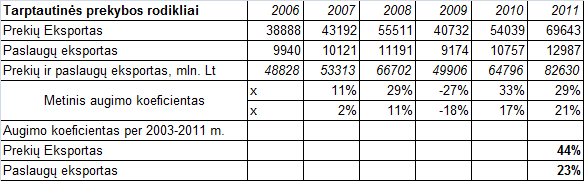 Tarptautinės prekybos rodikliai 2006 2007 2008 2009 2010 2011
Prekių Eksportas 38888 43192 55511 40732 54039 69643
Paslaugų Eksportas 9940 10121 11191 9174 10757 12987
Prekių ir paslaugų eksportas, mln. Lt 48828 53313 66702 49906 64796 82630
Metinis augimo koeficientas x 11% 29% -27% 33% 29%
x 2% 11% -18% 17% 21%
Augimo koeficientas per 2003-2011 m.
Prekių Eksportas 44%
Paslaugų eksportas 23%